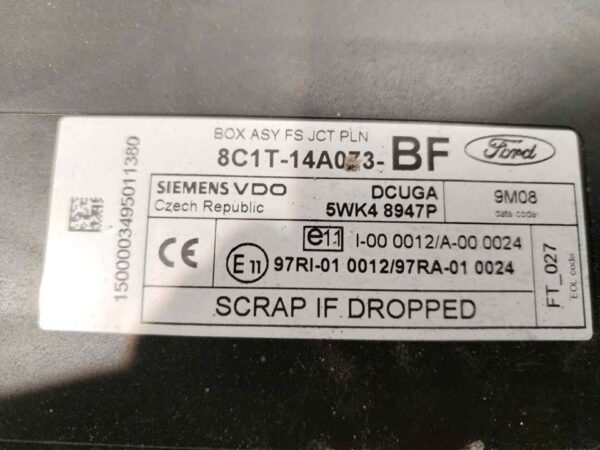 BOX ASY FS JCT PLN
8C1T-14A073-BF
Ford
SIEMENS VDO
Czech Republic
DCUGA
5WK4 8947P
9M08
date code
1500003495011380
CE
e11 I-00 0012/A-00 0024
E11 97RI-01 0012/97RA-01 0024
FT_027
EOL code
SCRAP IF DROPPED